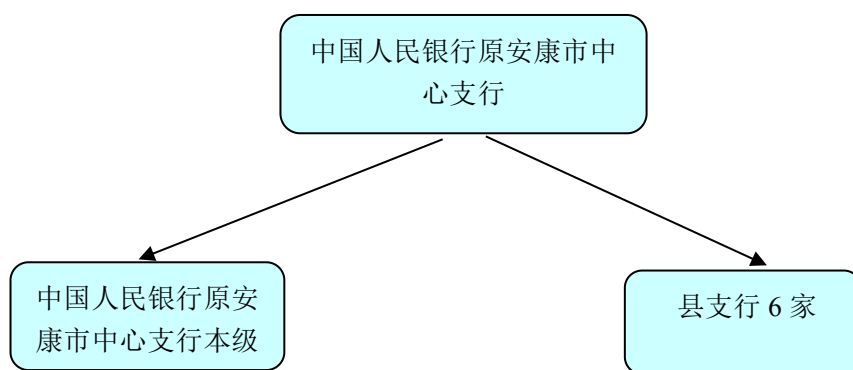 中国人民银行原安康市中
心支行
中国人民银行原安
康市中心支行本级
县支行 6 家